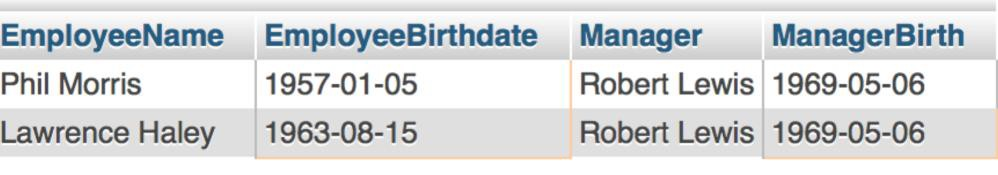 EmployeeName EmployeeBirthdate Manager ManagerBirth
Phil Morris 1957-01-05 Robert Lewis 1969-05-06
Lawrence Haley 1963-08-15 Robert Lewis 1969-05-06